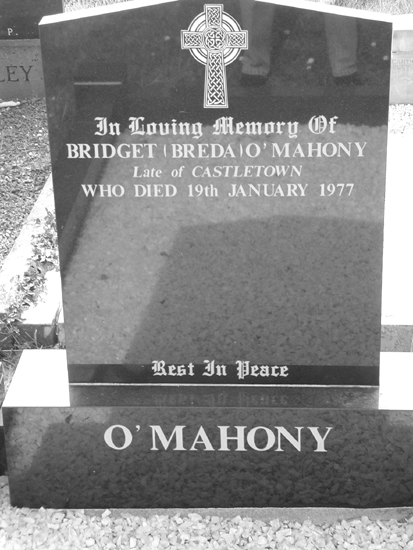 P.
LEY
In Loving Memory Of
BRIDGET (BREDA) O'MAHONY
Late of CASTLETOWN
WHO DIED 19th JANUARY 1977
Rest In Peace
O'MAHONY